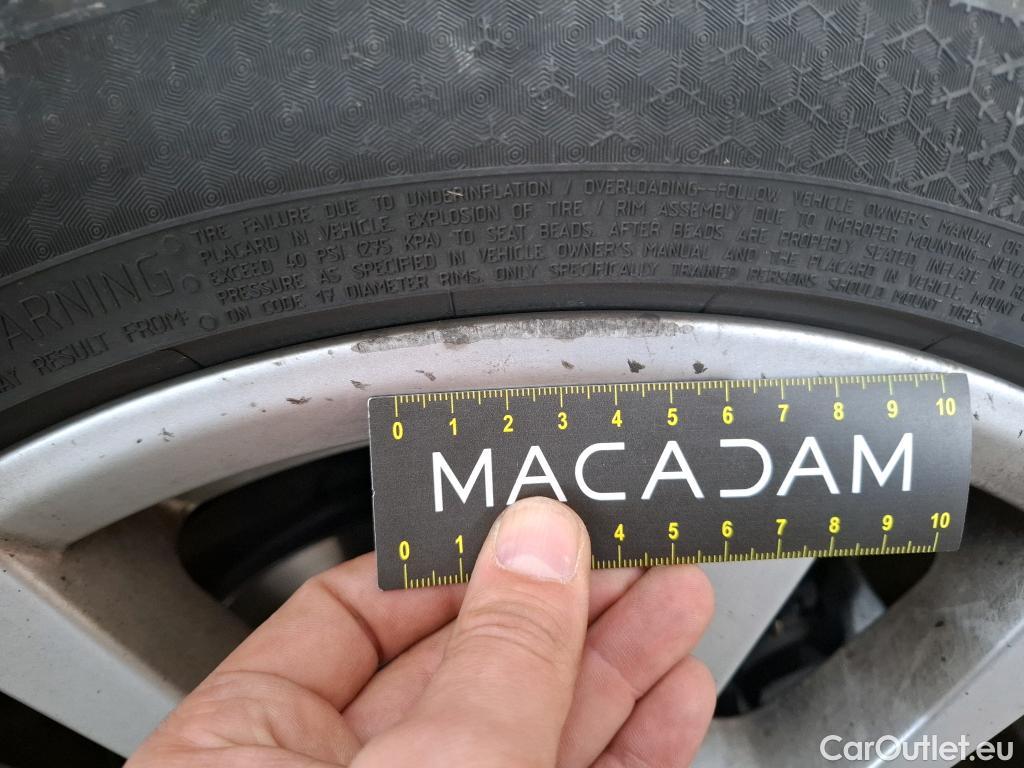 TIRE FAILURE DUE TO UNDERINFLATION / OVERLOADING—FOLLOW VEHICLE OWNER'S MANUAL OR
PLACARD IN VEHICLE. EXPLOSION OF TIRE / RIM ASSEMBLY DUE TO IMPROPER MOUNTING—NEVER
EXCEED 40 PSI (275 KPA) TO SEAT BEADS. AFTER BEADS ARE PROPERLY SEATED, INFLATE TO
ARNING:
PRESSURE AS SPECIFIED IN VEHICLE OWNER'S MANUAL AND THE PLACARD IN VEHICLE. MOUNT
AY RESULT FROM:
ON CODE 17 DIAMETER RIMS. ONLY SPECIFICALLY TRAINED PERSONS SHOULD MOUNT TIRES.
0 1 2 3 4 5 6 7 8 9 10
MACADAM
0 1 4 5 6 7 8 9 10
CarOutlet.eu